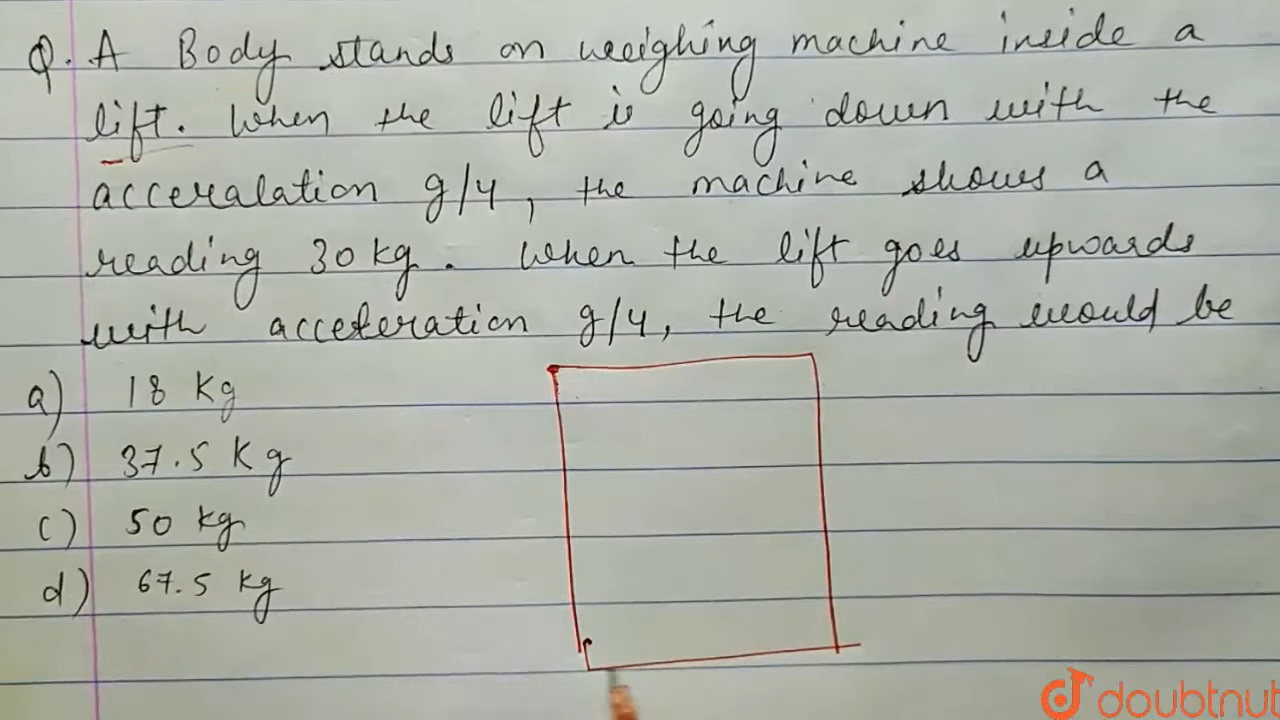 Q. A Body stands on weighing machine inside a
lift. When the lift is going down with the
acceralation g/4, the machine shows a
reading 30 kg. When the lift goes upwards
with acceleration g/4, the reading would be
a) 18 Kg
b) 37.5 Kg
c) 50 kg
d) 67.5 kg
doubtnut